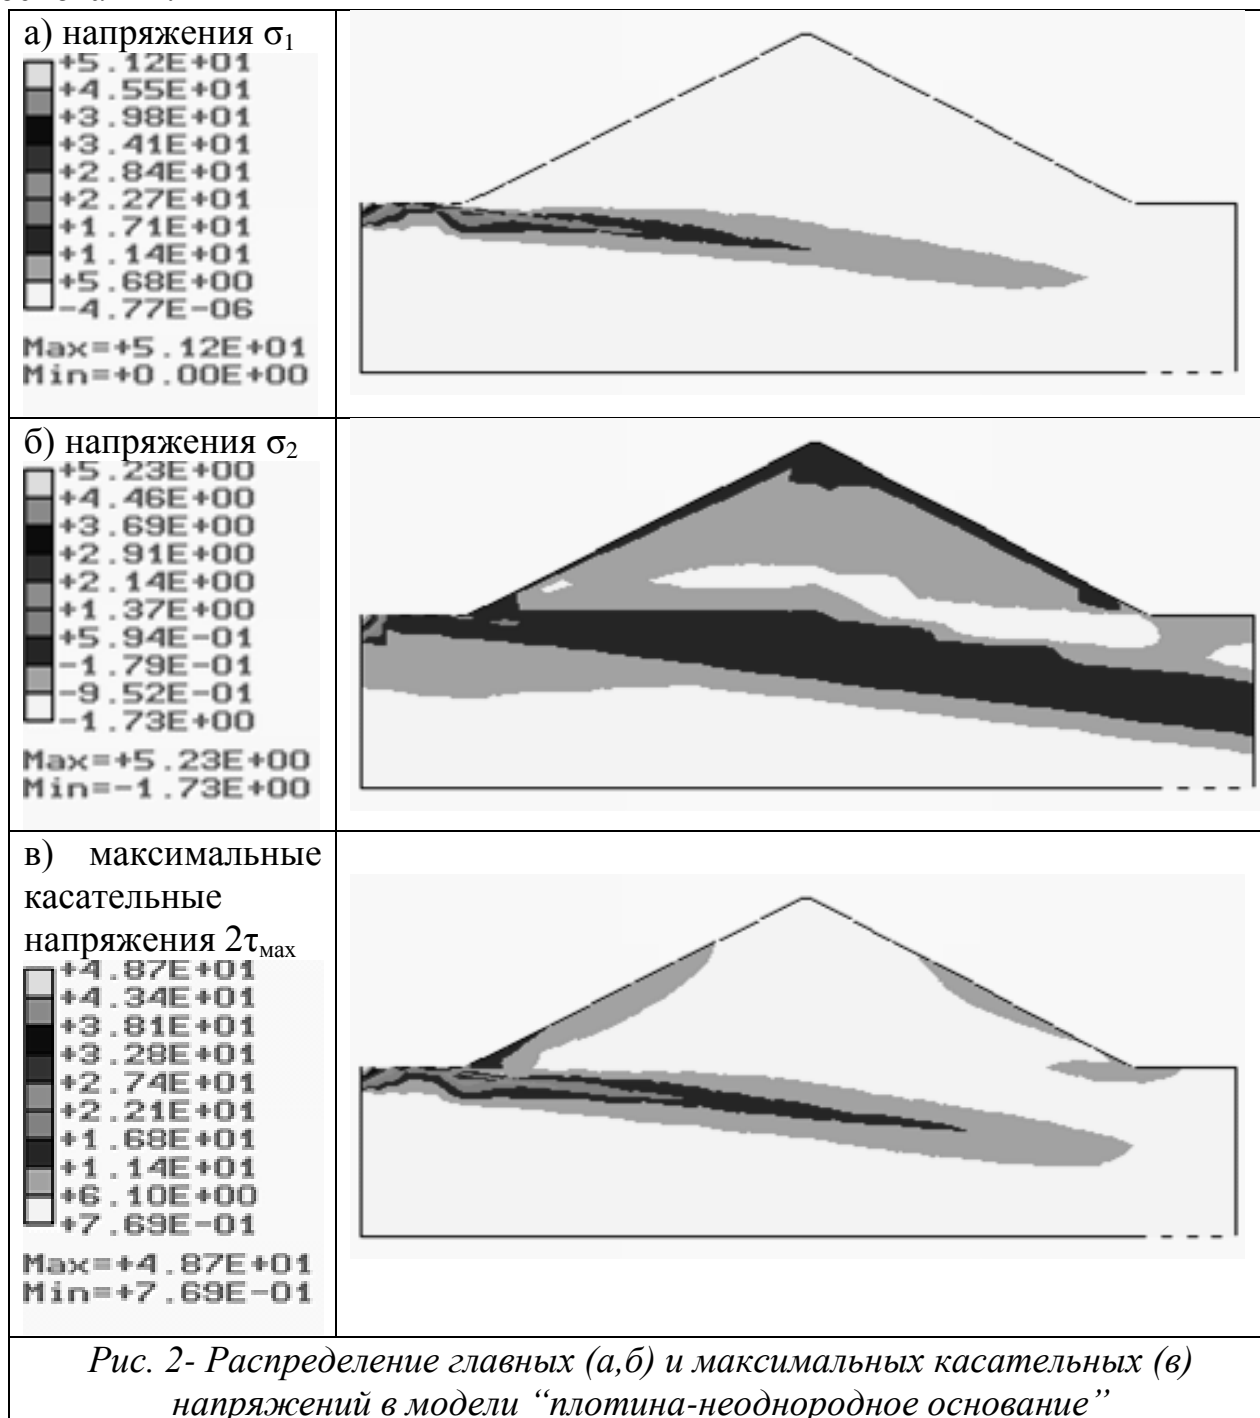 а) напряжения σ1
+5.12E+01
+4.55E+01
+3.98E+01
+3.41E+01
+2.84E+01
+2.27E+01
+1.71E+01
+1.14E+01
+5.68E+00
-4.77E-06
Max=+5.12E+01
Min=+0.00E+00
б) напряжения σ2
+5.23E+00
+4.46E+00
+3.69E+00
+2.91E+00
+2.14E+00
+1.37E+00
+5.94E-01
-1.79E-01
-9.52E-01
-1.73E+00
Max=+5.23E+00
Min=-1.73E+00
в) максимальные
касательные
напряжения 2τмах
+4.87E+01
+4.34E+01
+3.81E+01
+3.28E+01
+2.74E+01
+2.21E+01
+1.68E+01
+1.14E+01
+6.10E+00
+7.69E-01
Max=+4.87E+01
Min=+7.69E-01
Рис. 2- Распределение главных (а,б) и максимальных касательных (в)
напряжений в модели “плотина-неоднородное основание”